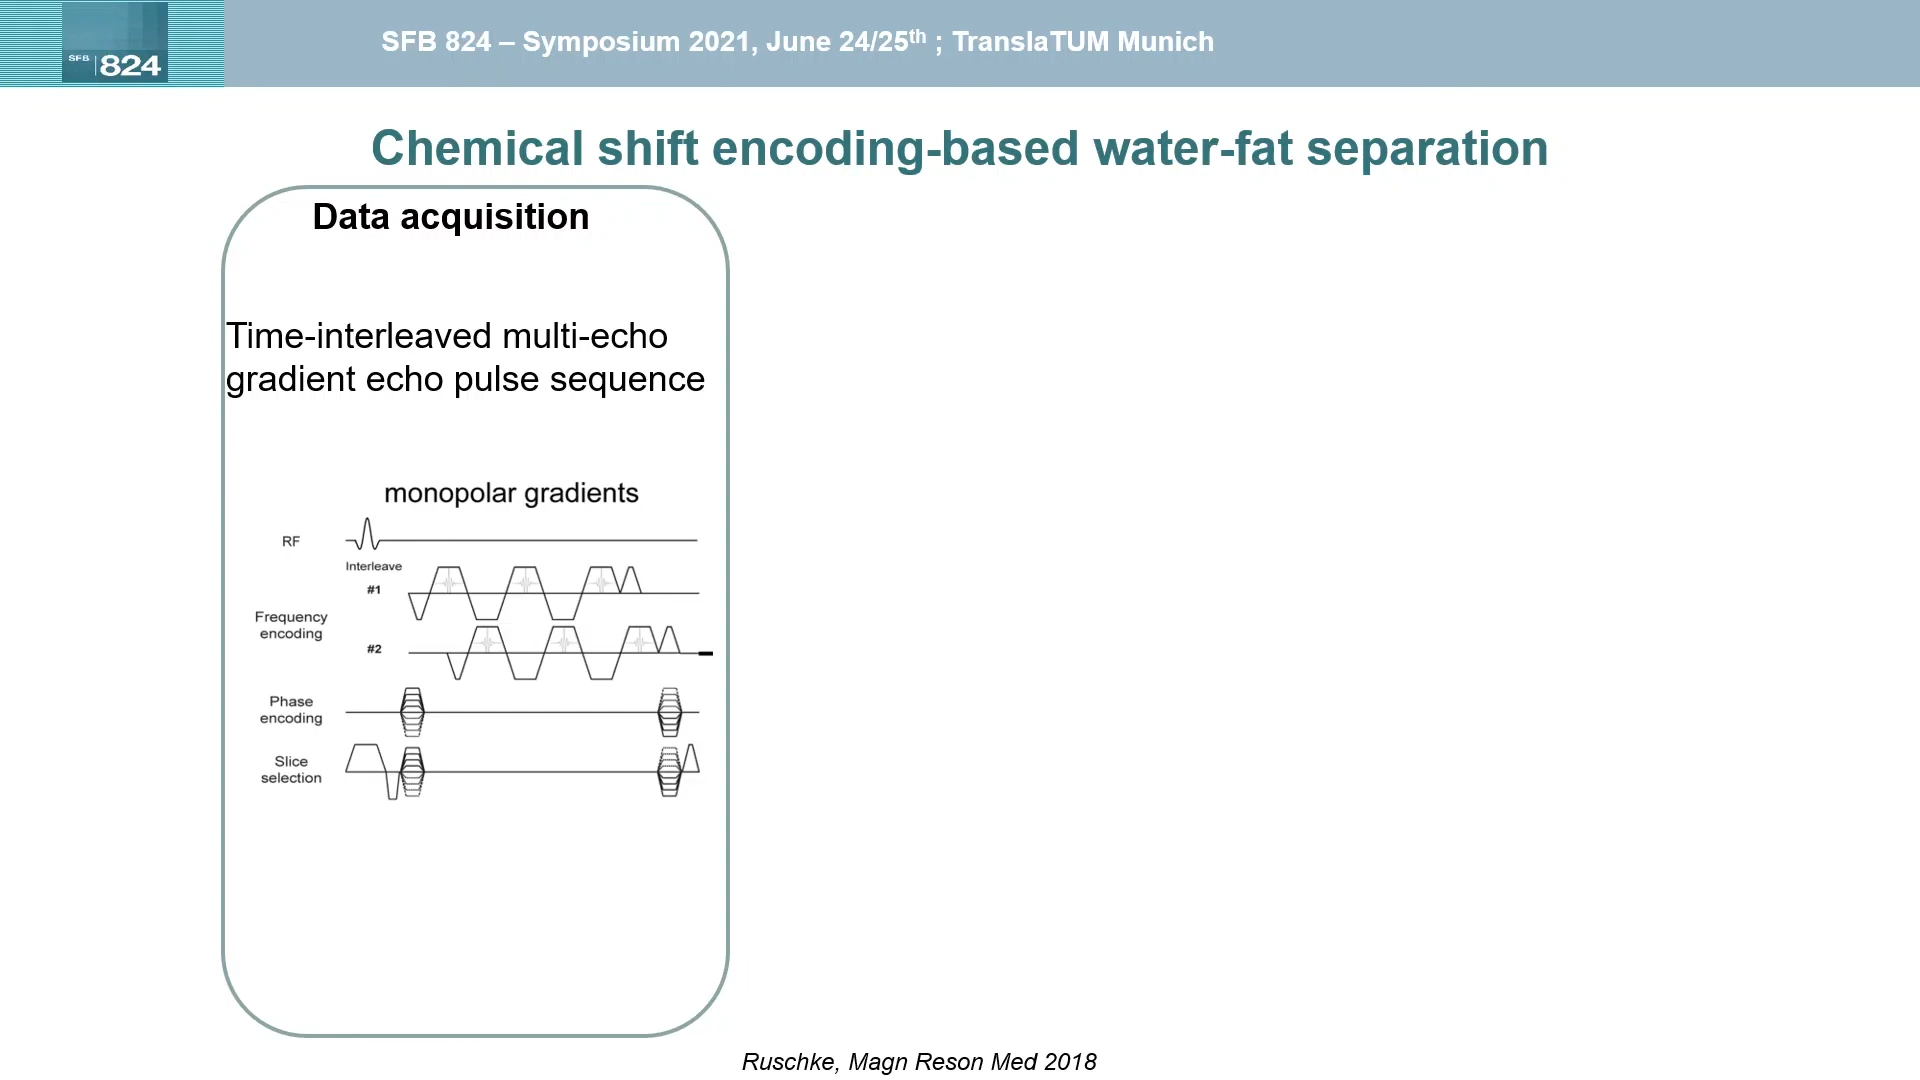 SFB 824
SFB 824 – Symposium 2021, June 24/25th ; TranslaTUM Munich
Chemical shift encoding-based water-fat separation
Data acquisition
Time-interleaved multi-echo
gradient echo pulse sequence
monopolar gradients
RF
Interleave
#1
Frequency
encoding
#2
Phase
encoding
Slice
selection
Ruschke, Magn Reson Med 2018